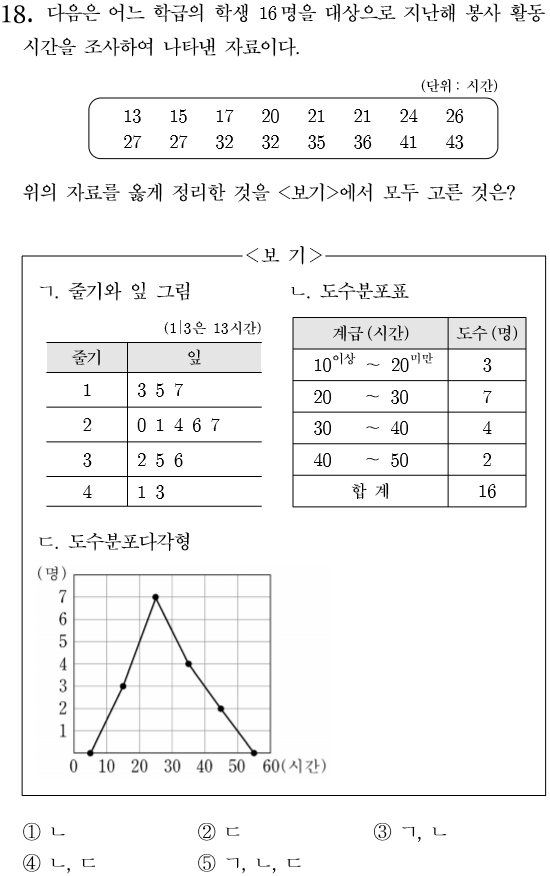 18. 다음은 어느 학급의 학생 16명을 대상으로 지난해 봉사 활동
시간을 조사하여 나타낸 자료이다.
(단위 : 시간)
13 15 17 20 21 21 24 26
27 27 32 32 35 36 41 43
위의 자료를 옳게 정리한 것을 <보기>에서 모두 고른 것은?
<보 기>
ㄱ. 줄기와 잎 그림
(1|3은 13시간)
줄기 잎
1 3 5 7
2 0 1 4 6 7
3 2 5 6
4 1 3
ㄴ. 도수분포표
계급(시간) 도수(명)
10이상 ~ 20미만 3
20 ~ 30 7
30 ~ 40 4
40 ~ 50 2
합 계 16
ㄷ. 도수분포다각형
(명)
7
6
5
4
3
2
1
0 10 20 30 40 50 60(시간)
① ㄴ ② ㄷ ③ ㄱ, ㄴ
④ ㄴ, ㄷ ⑤ ㄱ, ㄴ, ㄷ